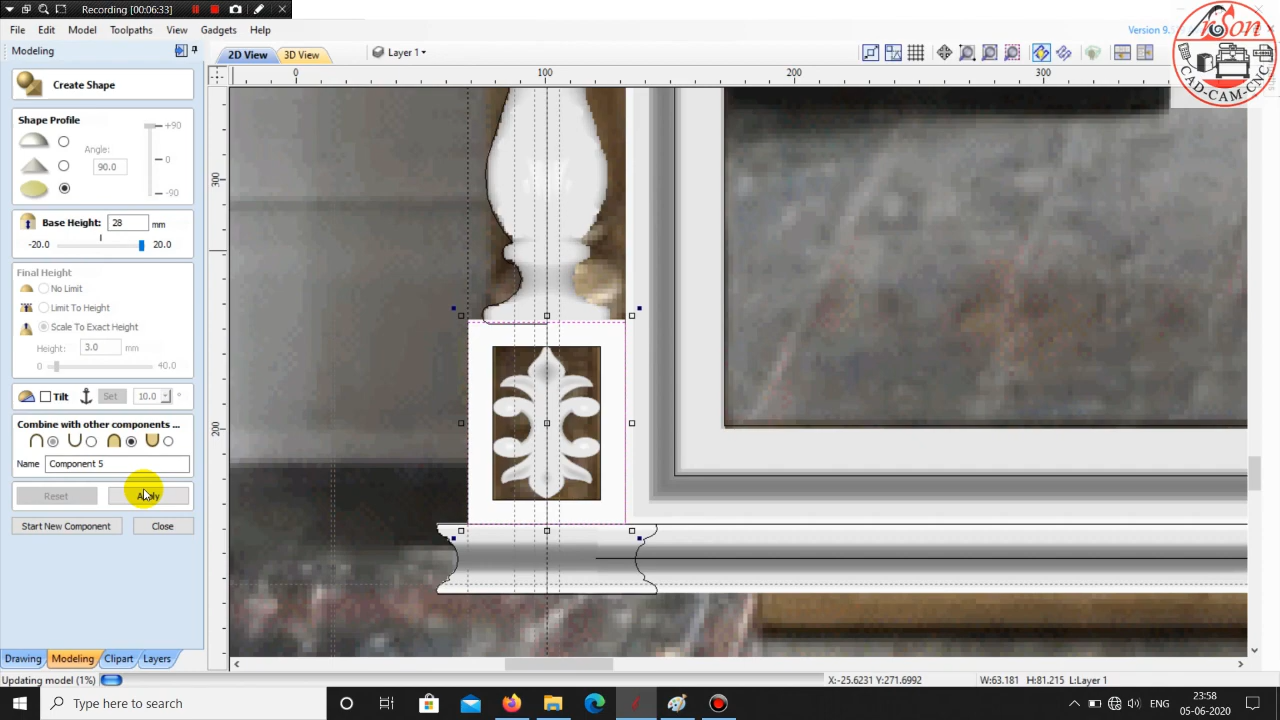 Recording [00:06:33]
File Edit Model Toolpaths View Gadgets Help
Version 9.
Modeling
2D View 3D View Layer 1
rSon
CAD-CAM-CNC
0 100 200 300
Create Shape
Shape Profile
+90
Angle:
0
90.0
-90
300
Base Height: 28 mm
-20.0 20.0
Final Height
No Limit
Limit To Height
Scale To Exact Height
Height: 3.0 mm
0 40.0
Tilt Set 10.0 °
Combine with other components ...
200
Name Component 5
Reset Apply
Start New Component Close
Drawing Modeling Clipart Layers
Updating model (1%) X:-25.6231 Y:271.6992 W:63.181 H:81.215 L:Layer 1
Type here to search
ENG
23:58
05-06-2020